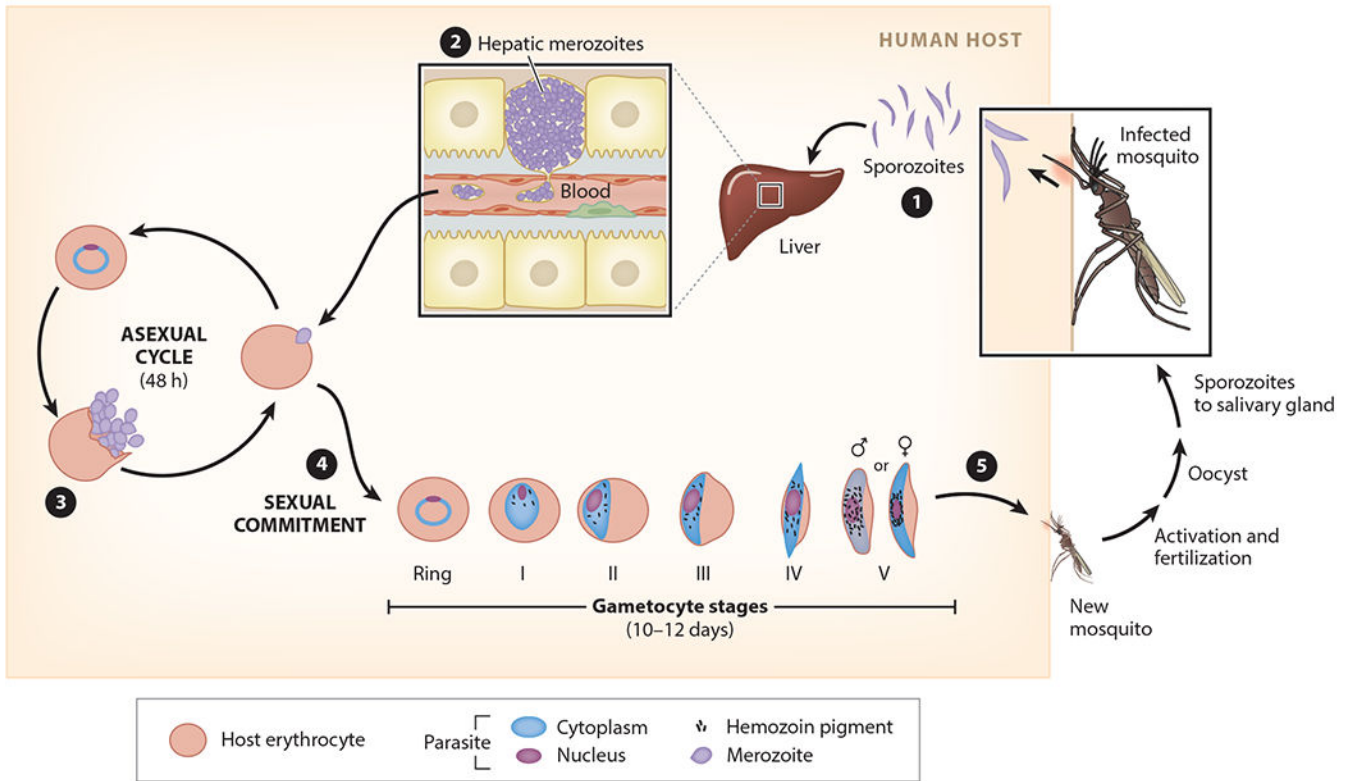 HUMAN HOST
2 Hepatic merozoites
Blood
Liver
Sporozoites
1
Infected
mosquito
ASEXUAL
CYCLE
(48 h)
3
4
SEXUAL
COMMITMENT
♂ or ♀
5
Ring I II III IV V
Gametocyte stages
(10–12 days)
New
mosquito
Activation and
fertilization
Oocyst
Sporozoites
to salivary gland
Host erythrocyte
Parasite
Cytoplasm
Nucleus
Hemozoin pigment
Merozoite